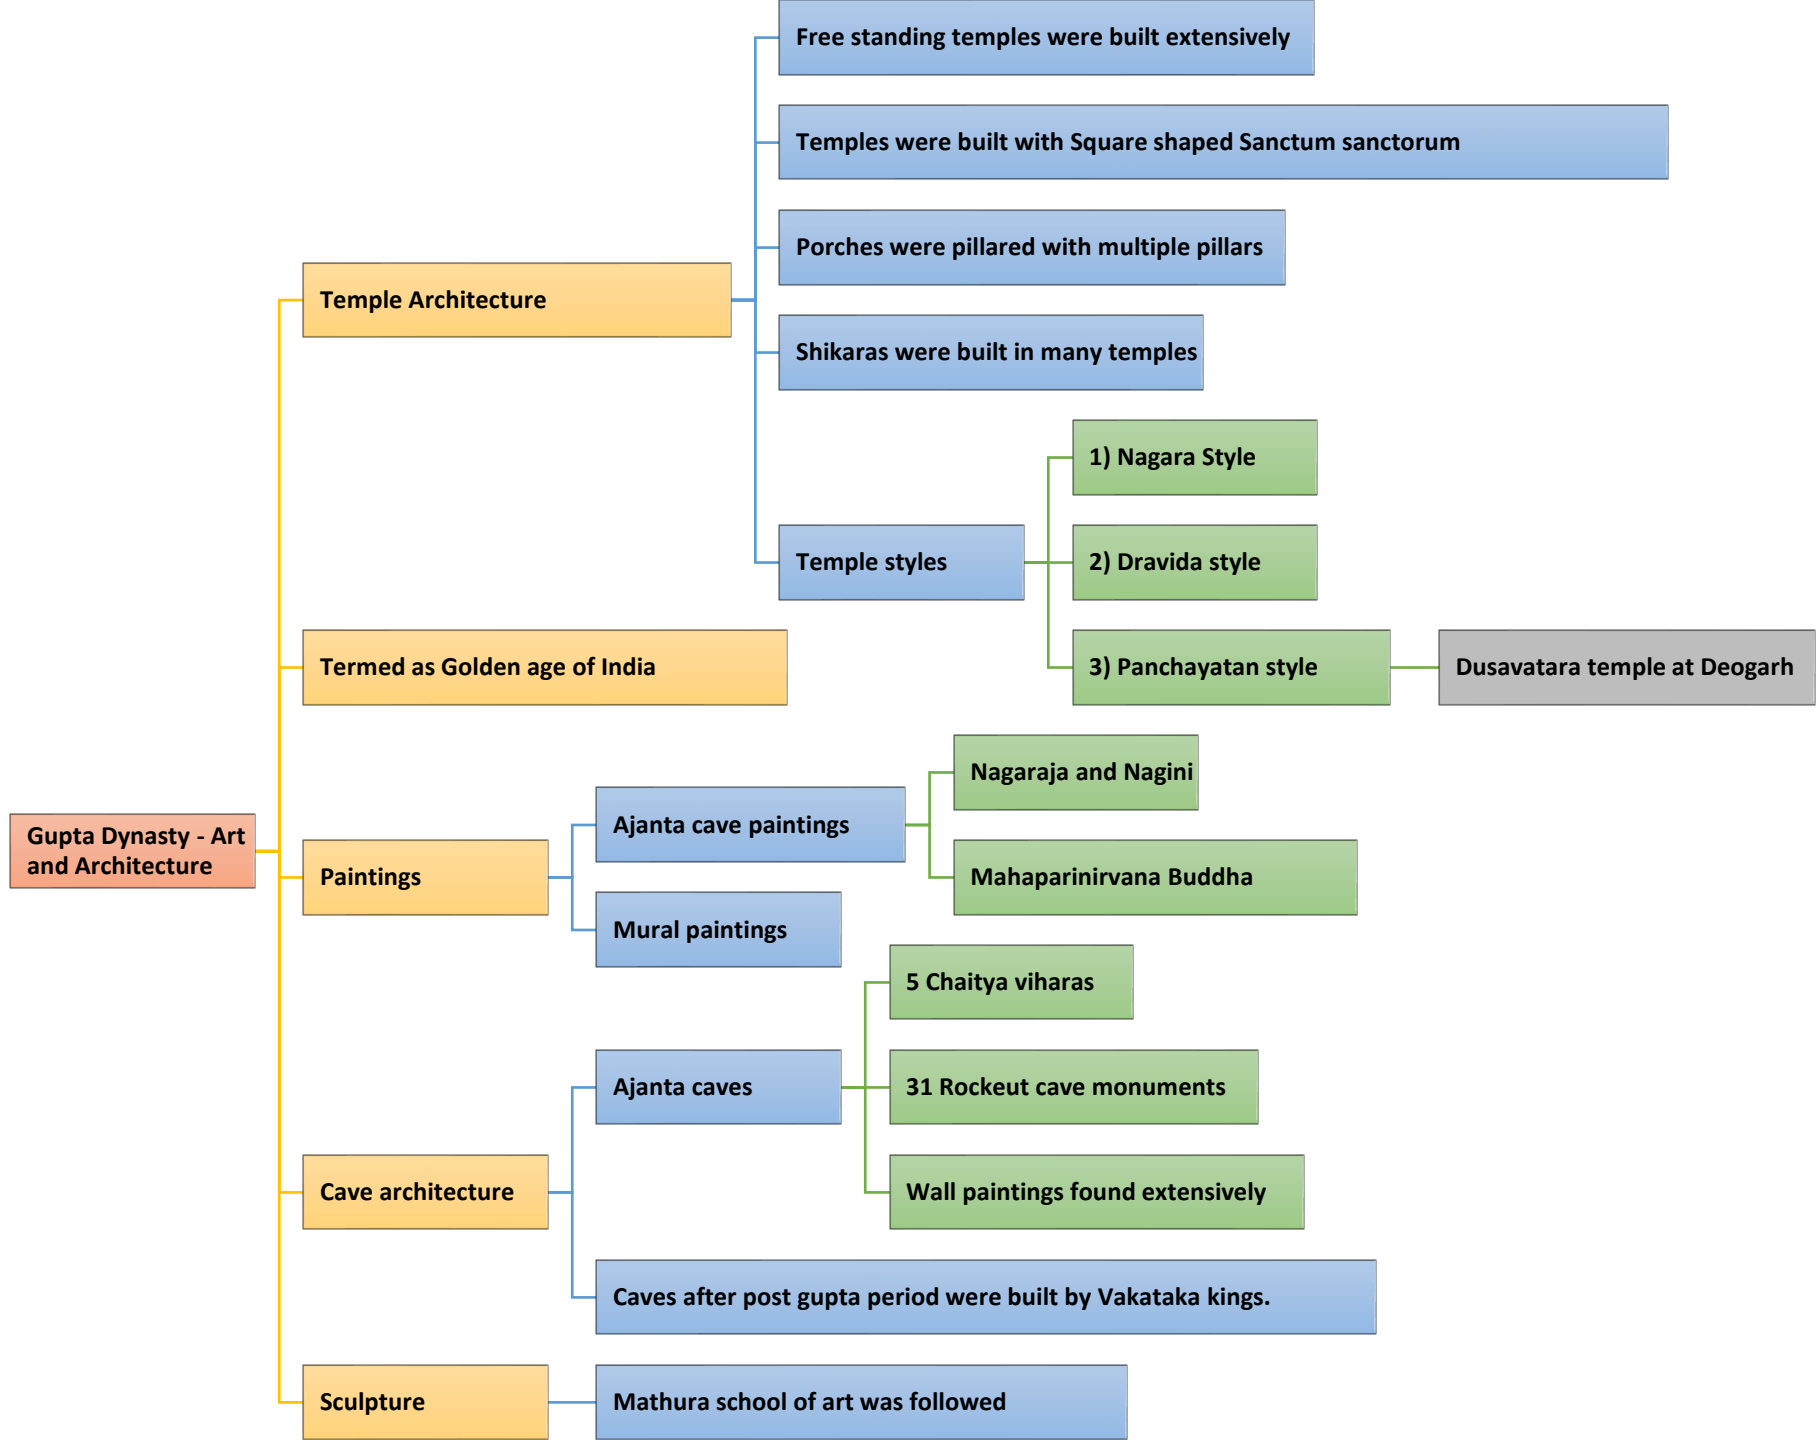 Gupta Dynasty - Art
and Architecture
Temple Architecture
Free standing temples were built extensively
Temples were built with Square shaped Sanctum sanctorum
Porches were pillared with multiple pillars
Shikaras were built in many temples
Temple styles
1) Nagara Style
2) Dravida style
3) Panchayatan style
Dusavatara temple at Deogarh
Termed as Golden age of India
Paintings
Ajanta cave paintings
Nagaraja and Nagini
Mahaparinirvana Buddha
Mural paintings
Cave architecture
Ajanta caves
5 Chaitya viharas
31 Rockeut cave monuments
Wall paintings found extensively
Caves after post gupta period were built by Vakataka kings.
Sculpture
Mathura school of art was followed